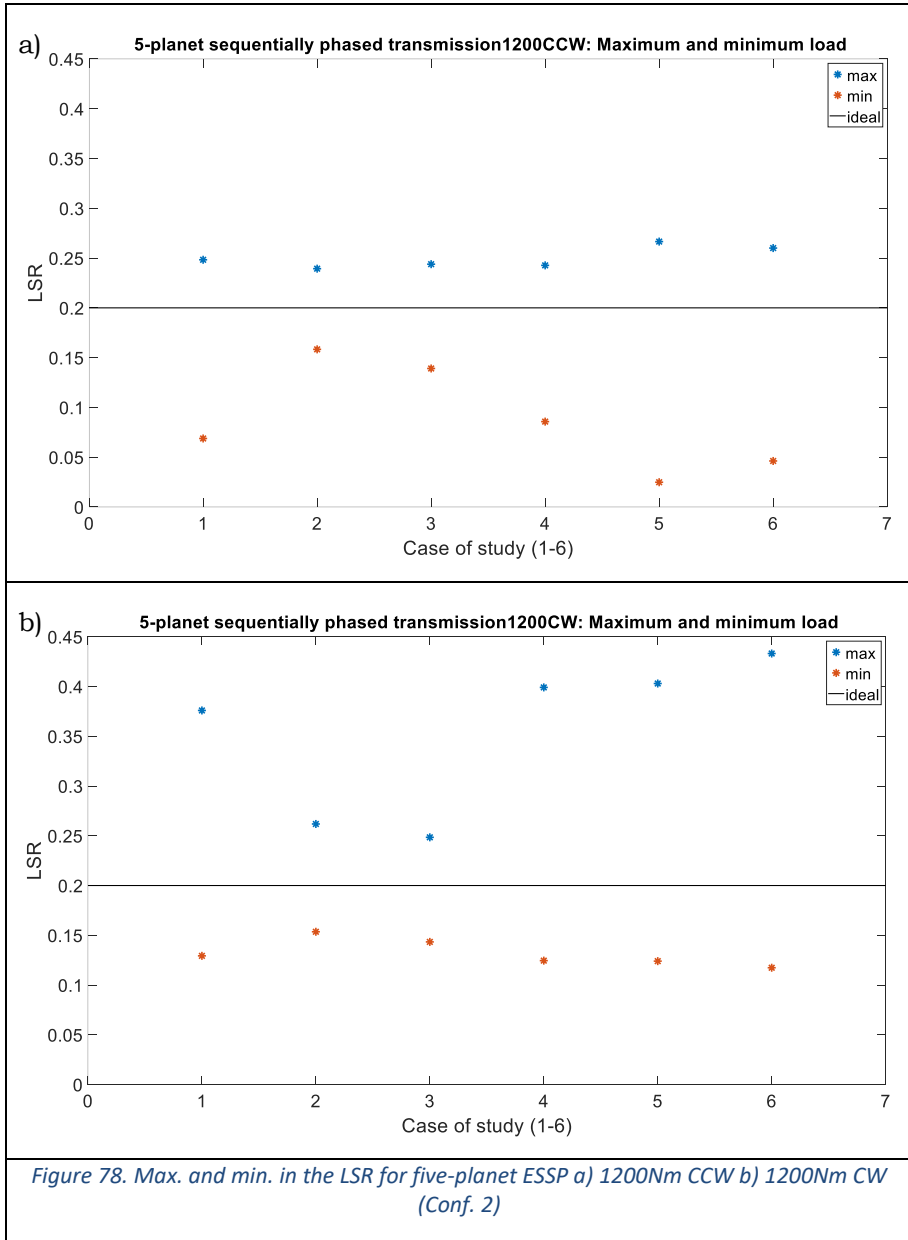 a)
5-planet sequentially phased transmission1200CCW: Maximum and minimum load
0.45
0.4
0.35
0.3
0.25
0.2
0.15
0.1
0.05
0
LSR
max
min
ideal
0 1 2 3 4 5 6 7
Case of study (1-6)
b)
5-planet sequentially phased transmission1200CW: Maximum and minimum load
0.45
0.4
0.35
0.3
0.25
0.2
0.15
0.1
0.05
0
LSR
max
min
ideal
0 1 2 3 4 5 6 7
Case of study (1-6)
Figure 78. Max. and min. in the LSR for five-planet ESSP a) 1200Nm CCW b) 1200Nm CW
(Conf. 2)